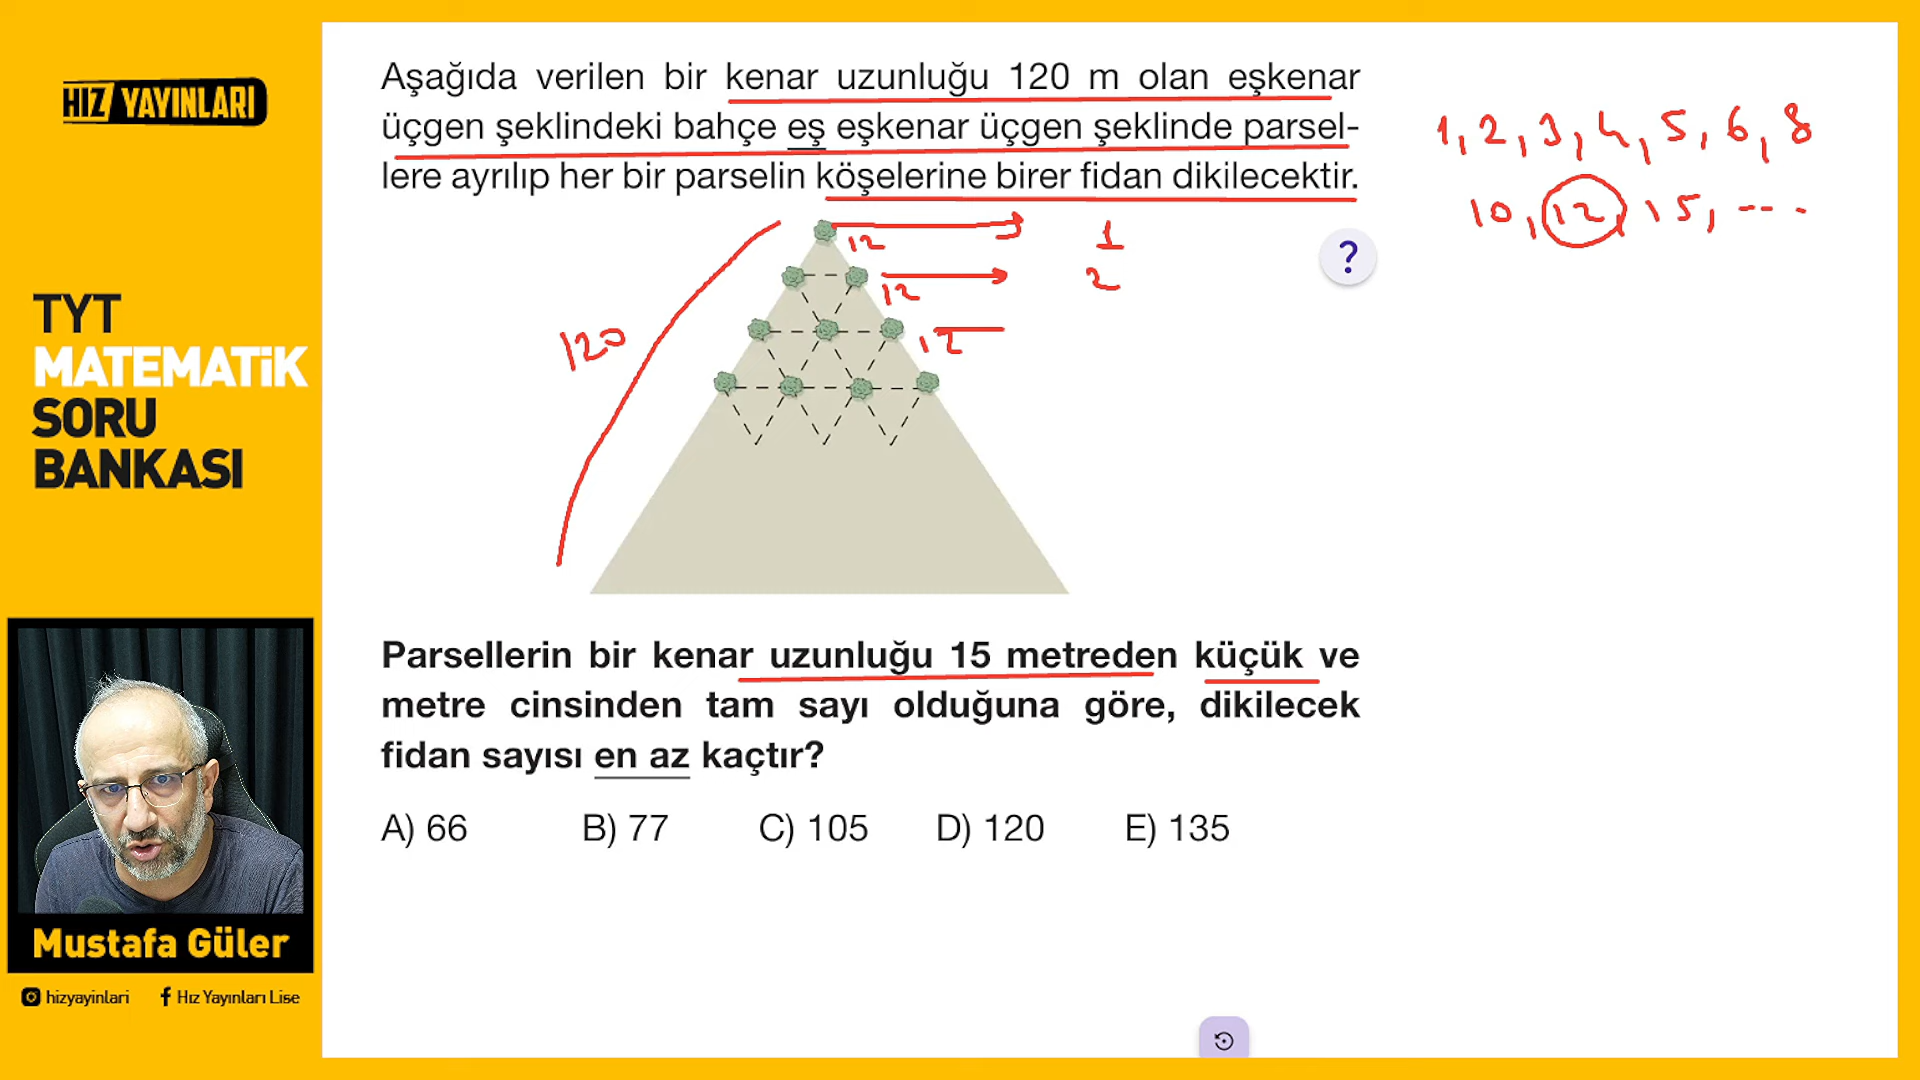 HIZ YAYINLARI
TYT
MATEMATİK
SORU
BANKASI
Mustafa Güler
hizyayinlari
Hız Yayınları Lise
Aşağıda verilen bir kenar uzunluğu 120 m olan eşkenar
üçgen şeklindeki bahçe eş eşkenar üçgen şeklinde parsel-
lere ayrılıp her bir parselin köşelerine birer fidan dikilecektir.
1, 2, 3, 4, 5, 6, 8
10, 12, 15, ---.
?
12 1
12 2
12
120
Parsellerin bir kenar uzunluğu 15 metreden küçük ve
metre cinsinden tam sayı olduğuna göre, dikilecek
fidan sayısı en az kaçtır?
A) 66 B) 77 C) 105 D) 120 E) 135